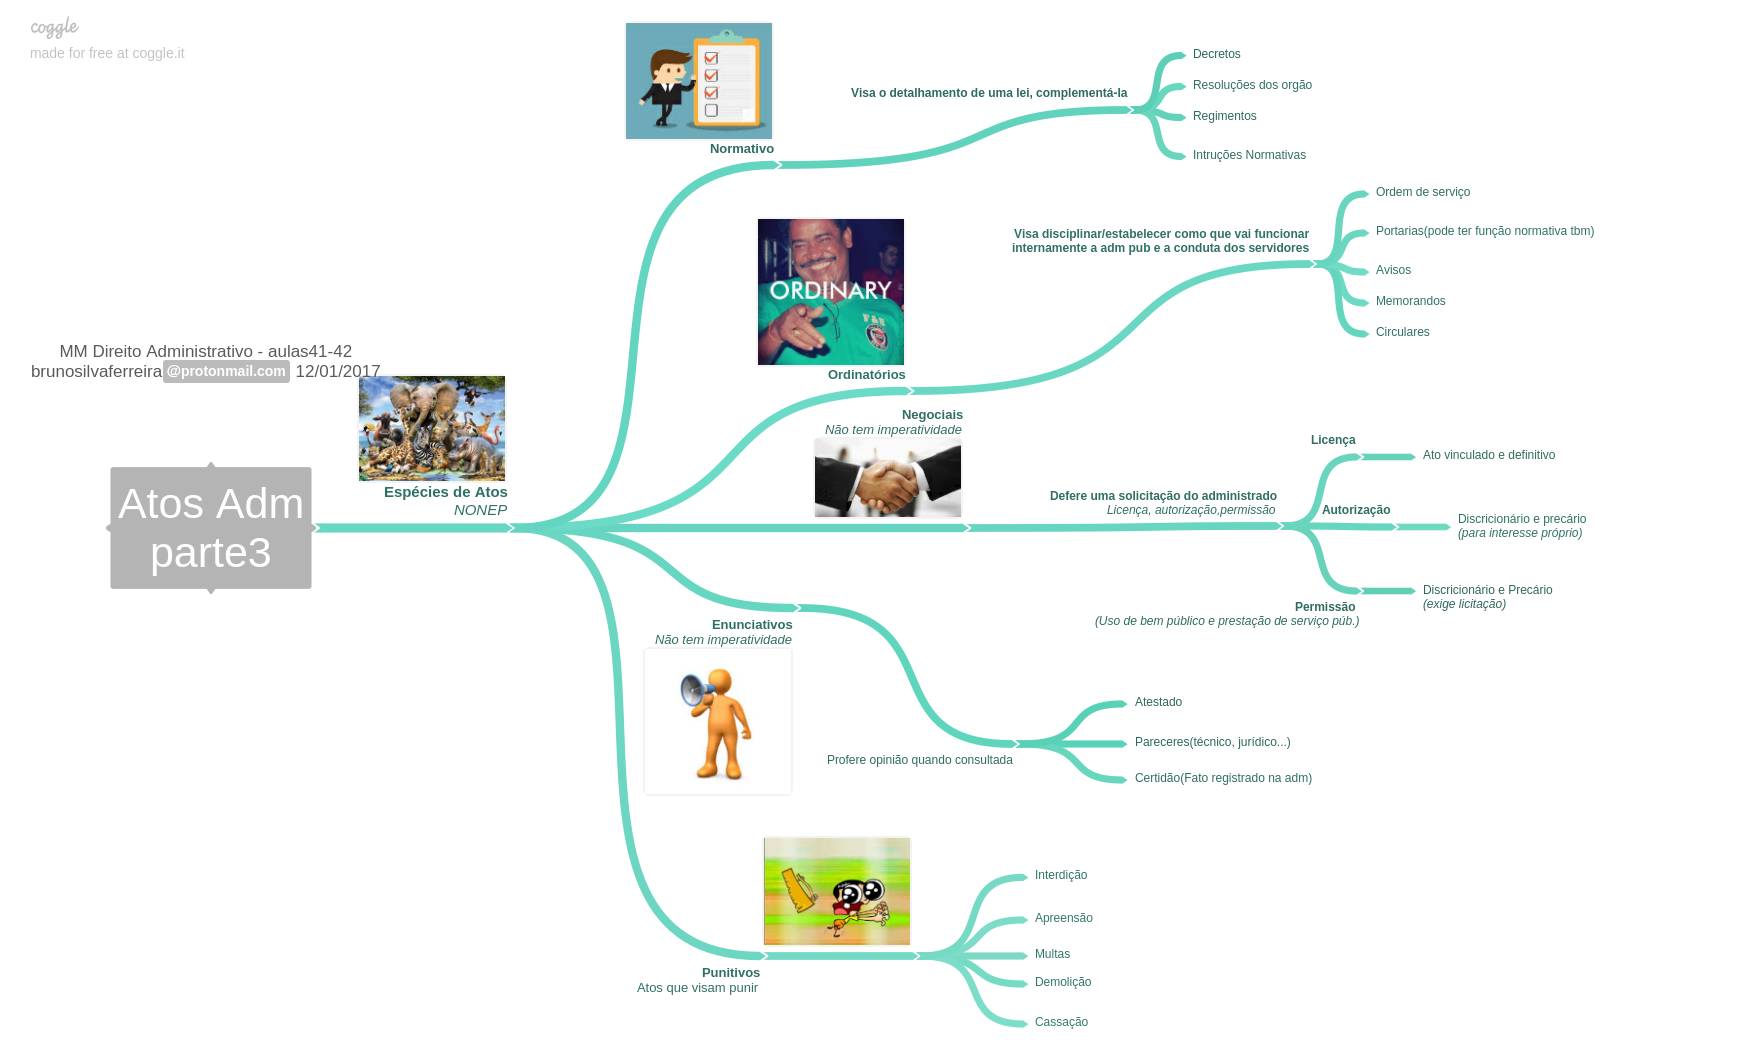 coggle
made for free at coggle.it
MM Direito Administrativo - aulas41-42
brunosilvaferreira@protonmail.com 12/01/2017
Atos Adm
parte3
Espécies de Atos
NONEP
Normativo
Visa o detalhamento de uma lei, complementá-la
Decretos
Resoluções dos orgão
Regimentos
Intruções Normativas
ORDINARY
Ordinatórios
Visa disciplinar/estabelecer como que vai funcionar
internamente a adm pub e a conduta dos servidores
Ordem de serviço
Portarias(pode ter função normativa tbm)
Avisos
Memorandos
Circulares
Negociais
Não tem imperatividade
Defere uma solicitação do administrado
Licença, autorização,permissão
Licença
Ato vinculado e definitivo
Autorização
Discricionário e precário
(para interesse próprio)
Permissão
(Uso de bem público e prestação de serviço púb.)
Discricionário e Precário
(exige licitação)
Enunciativos
Não tem imperatividade
Profere opinião quando consultada
Atestado
Pareceres(técnico, jurídico...)
Certidão(Fato registrado na adm)
Punitivos
Atos que visam punir
Interdição
Apreensão
Multas
Demolição
Cassação